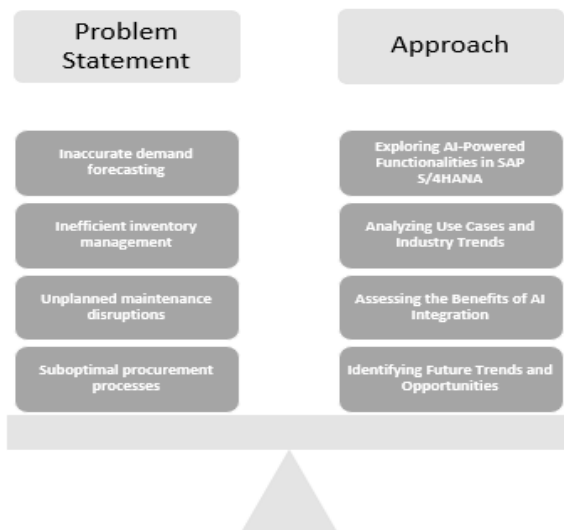 Problem
Statement
Approach
Inaccurate demand
forecasting
Inefficient inventory
management
Unplanned maintenance
disruptions
Suboptimal procurement
processes
Exploring AI-Powered
Functionalities in SAP
S/4HANA
Analyzing Use Cases and
Industry Trends
Assessing the Benefits of AI
Integration
Identifying Future Trends and
Opportunities